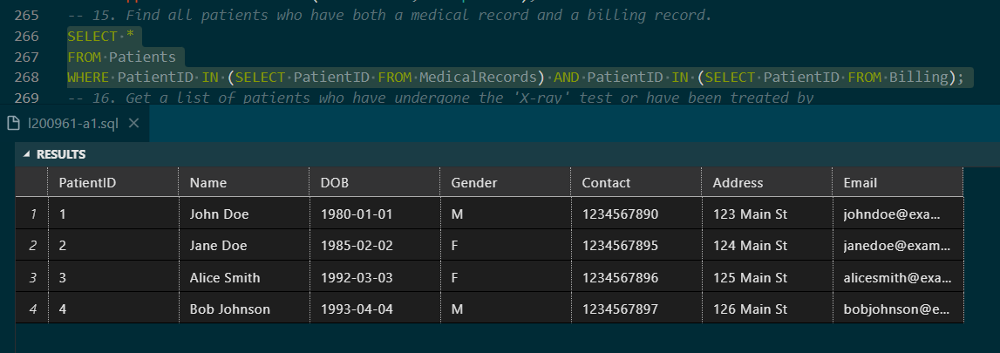 265 -- 15. Find all patients who have both a medical record and a billing record.
266 SELECT *
267 FROM Patients
268 WHERE PatientID IN (SELECT PatientID FROM MedicalRecords) AND PatientID IN (SELECT PatientID FROM Billing);
269 -- 16. Get a list of patients who have undergone the 'X-ray' test or have been treated by
l200961-a1.sql
RESULTS
PatientID Name DOB Gender Contact Address Email
1 1 John Doe 1980-01-01 M 1234567890 123 Main St johndoe@exa...
2 2 Jane Doe 1985-02-02 F 1234567895 124 Main St janedoe@exam...
3 3 Alice Smith 1992-03-03 F 1234567896 125 Main St alicesmith@exa...
4 4 Bob Johnson 1993-04-04 M 1234567897 126 Main St bobjohnson@e...